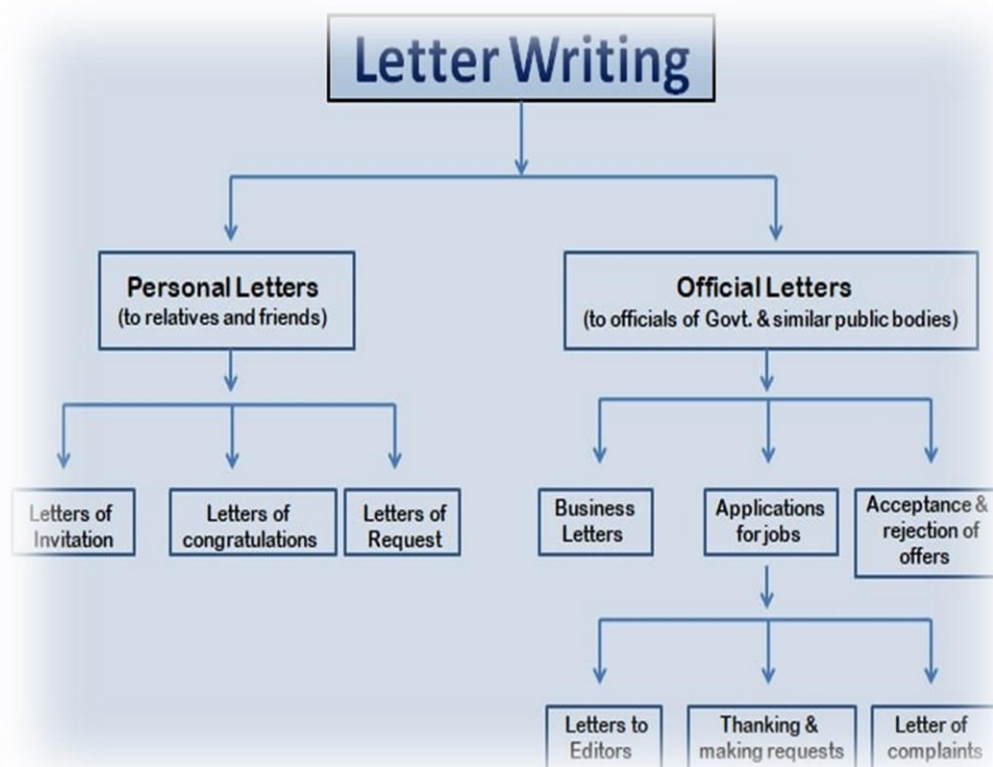 Letter Writing
Personal Letters
(to relatives and friends)
Official Letters
(to officials of Govt. & similar public bodies)
Letters of
Invitation
Letters of
congratulations
Letters of
Request
Business
Letters
Applications
for jobs
Acceptance &
rejection of
offers
Letters to
Editors
Thanking &
making requests
Letter of
complaints